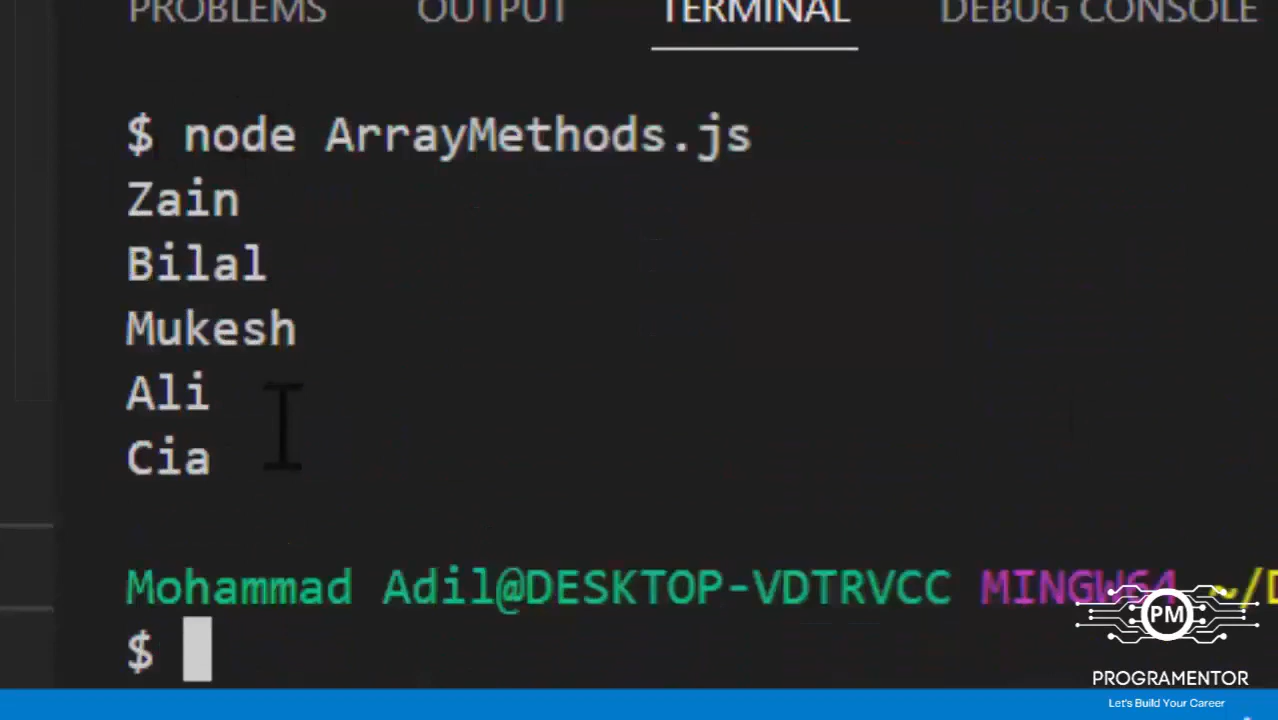 PROBLEMS OUTPUT TERMINAL DEBUG CONSOLE
$ node ArrayMethods.js
Zain
Bilal
Mukesh
Ali
Cia
Mohammad Adil@DESKTOP-VDTRVCC MINGW64 ~/D
$
PM
PROGRAMENTOR
Let's Build Your Career